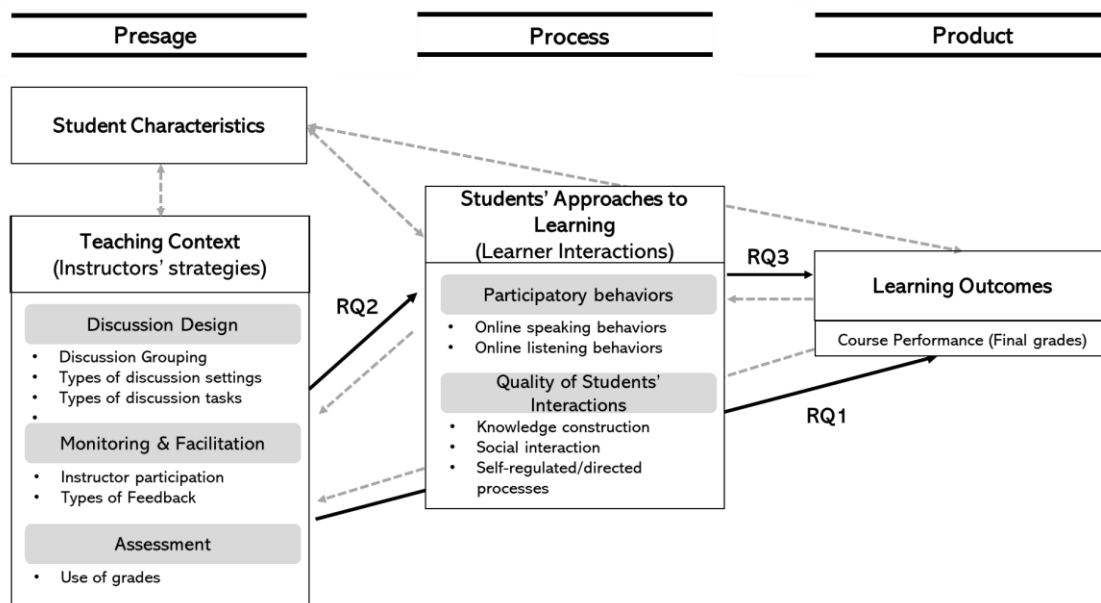 Presage
Process
Product
Student Characteristics
Teaching Context
(Instructors' strategies)
Discussion Design
• Discussion Grouping
• Types of discussion settings
• Types of discussion tasks
•
Monitoring & Facilitation
• Instructor participation
• Types of Feedback
Assessment
• Use of grades
RQ2
Students' Approaches to
Learning
(Learner Interactions)
Participatory behaviors
• Online speaking behaviors
• Online listening behaviors
Quality of Students'
Interactions
• Knowledge construction
• Social interaction
• Self-regulated/directed
processes
RQ3
RQ1
Learning Outcomes
Course Performance (Final grades)